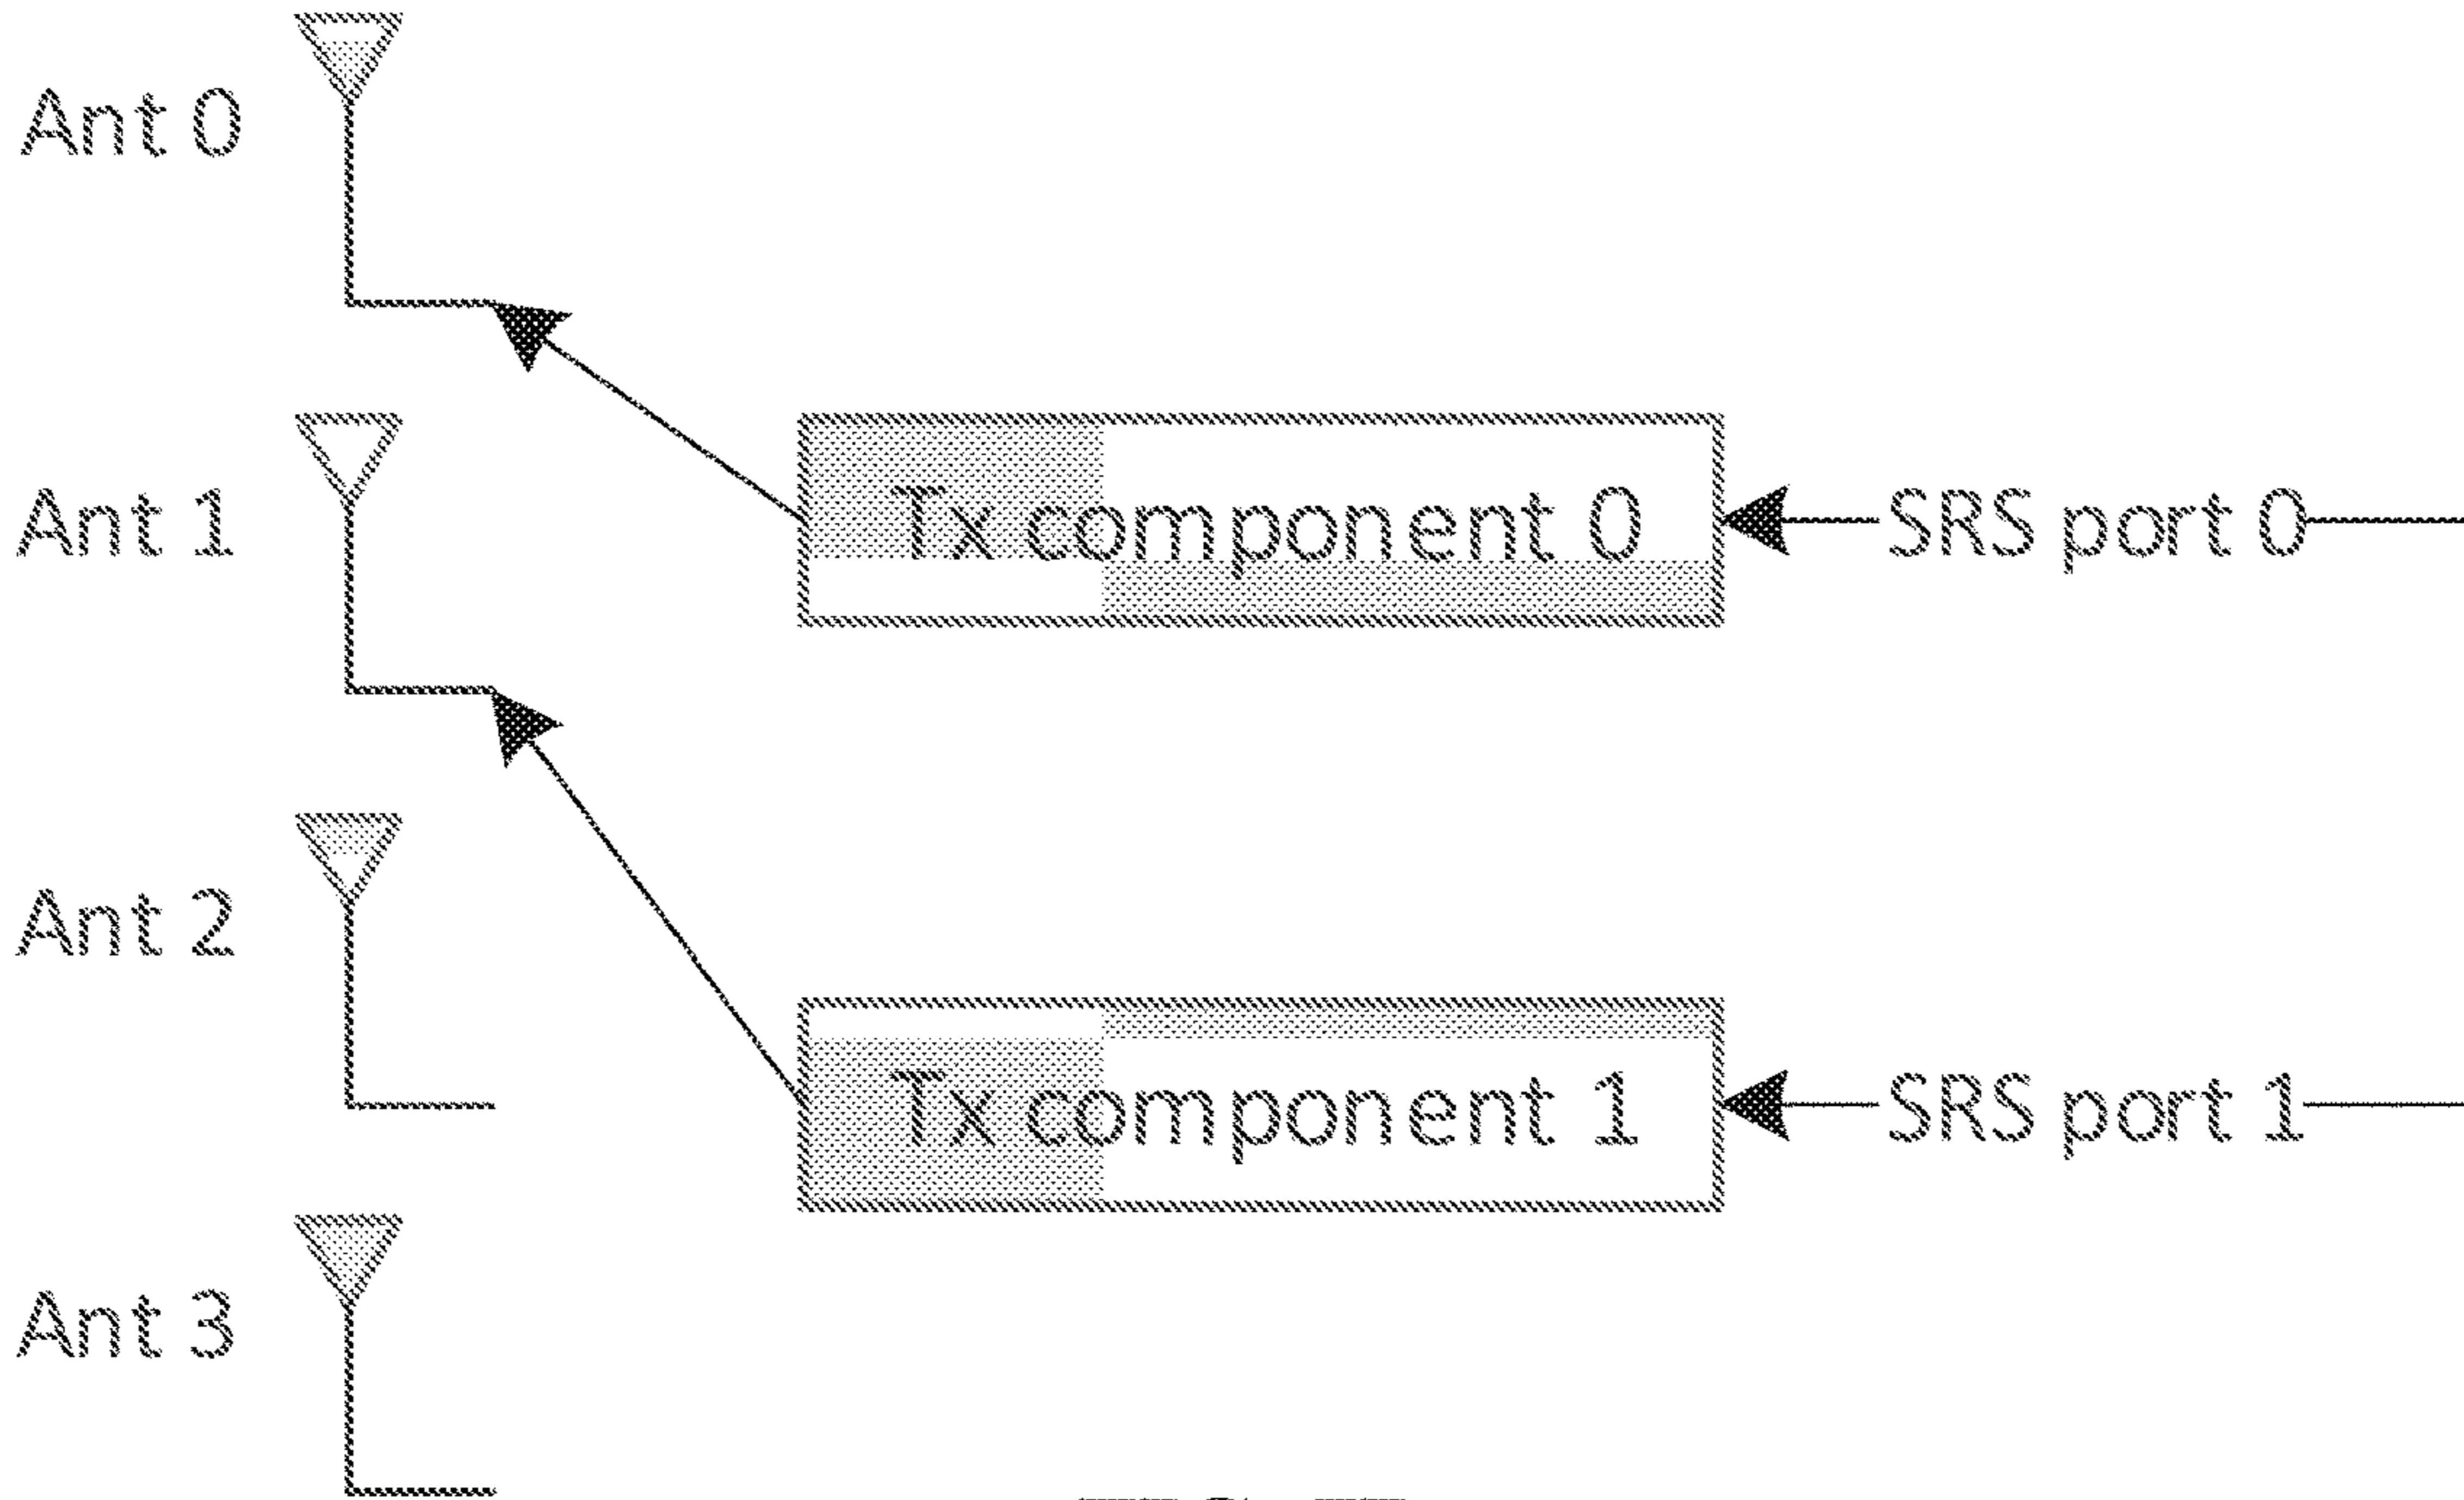 Ant 0
Ant 1
Tx component 0
SRS port 0
Ant 2
Tx component 1
SRS port 1
Ant 3